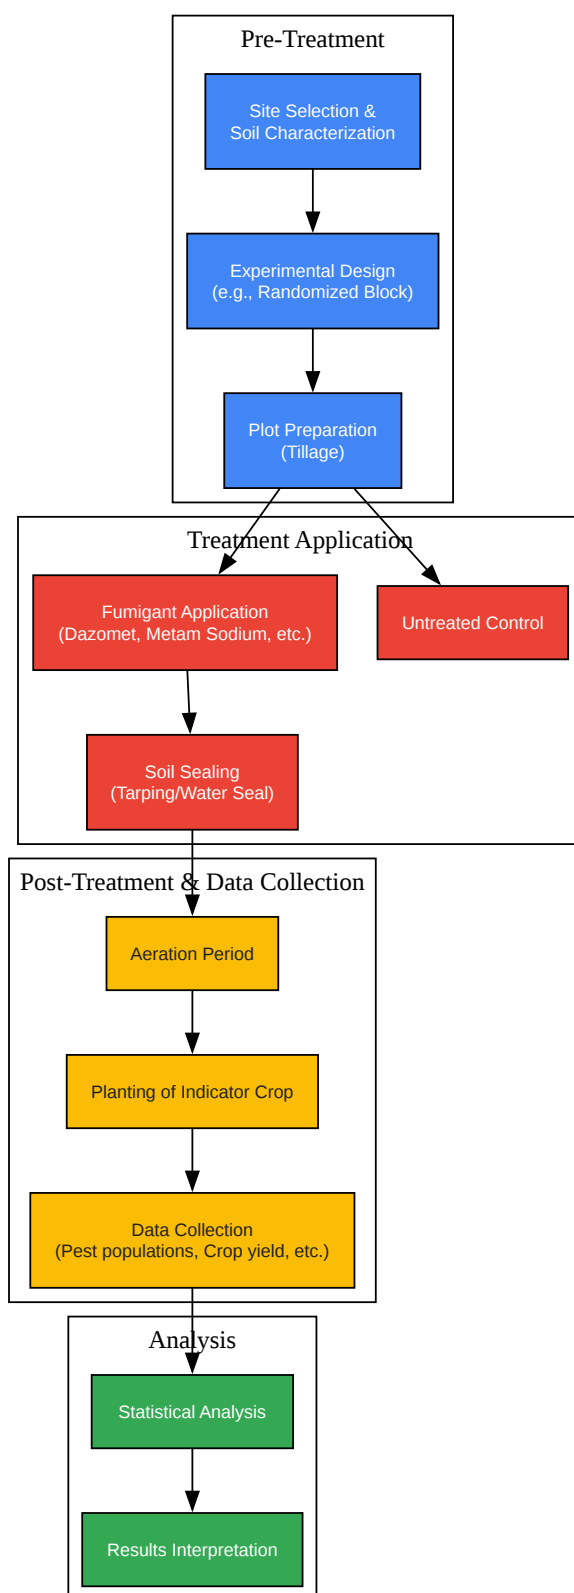 Pre-Treatment
Site Selection &
Soil Characterization
Experimental Design
(e.g., Randomized Block)
Plot Preparation
(Tillage)
Treatment Application
Fumigant Application
(Dazomet, Metam Sodium, etc.)
Untreated Control
Soil Sealing
(Tarping/Water Seal)
Post-Treatment & Data Collection
Aeration Period
Planting of Indicator Crop
Data Collection
(Pest populations, Crop yield, etc.)
Analysis
Statistical Analysis
Results Interpretation